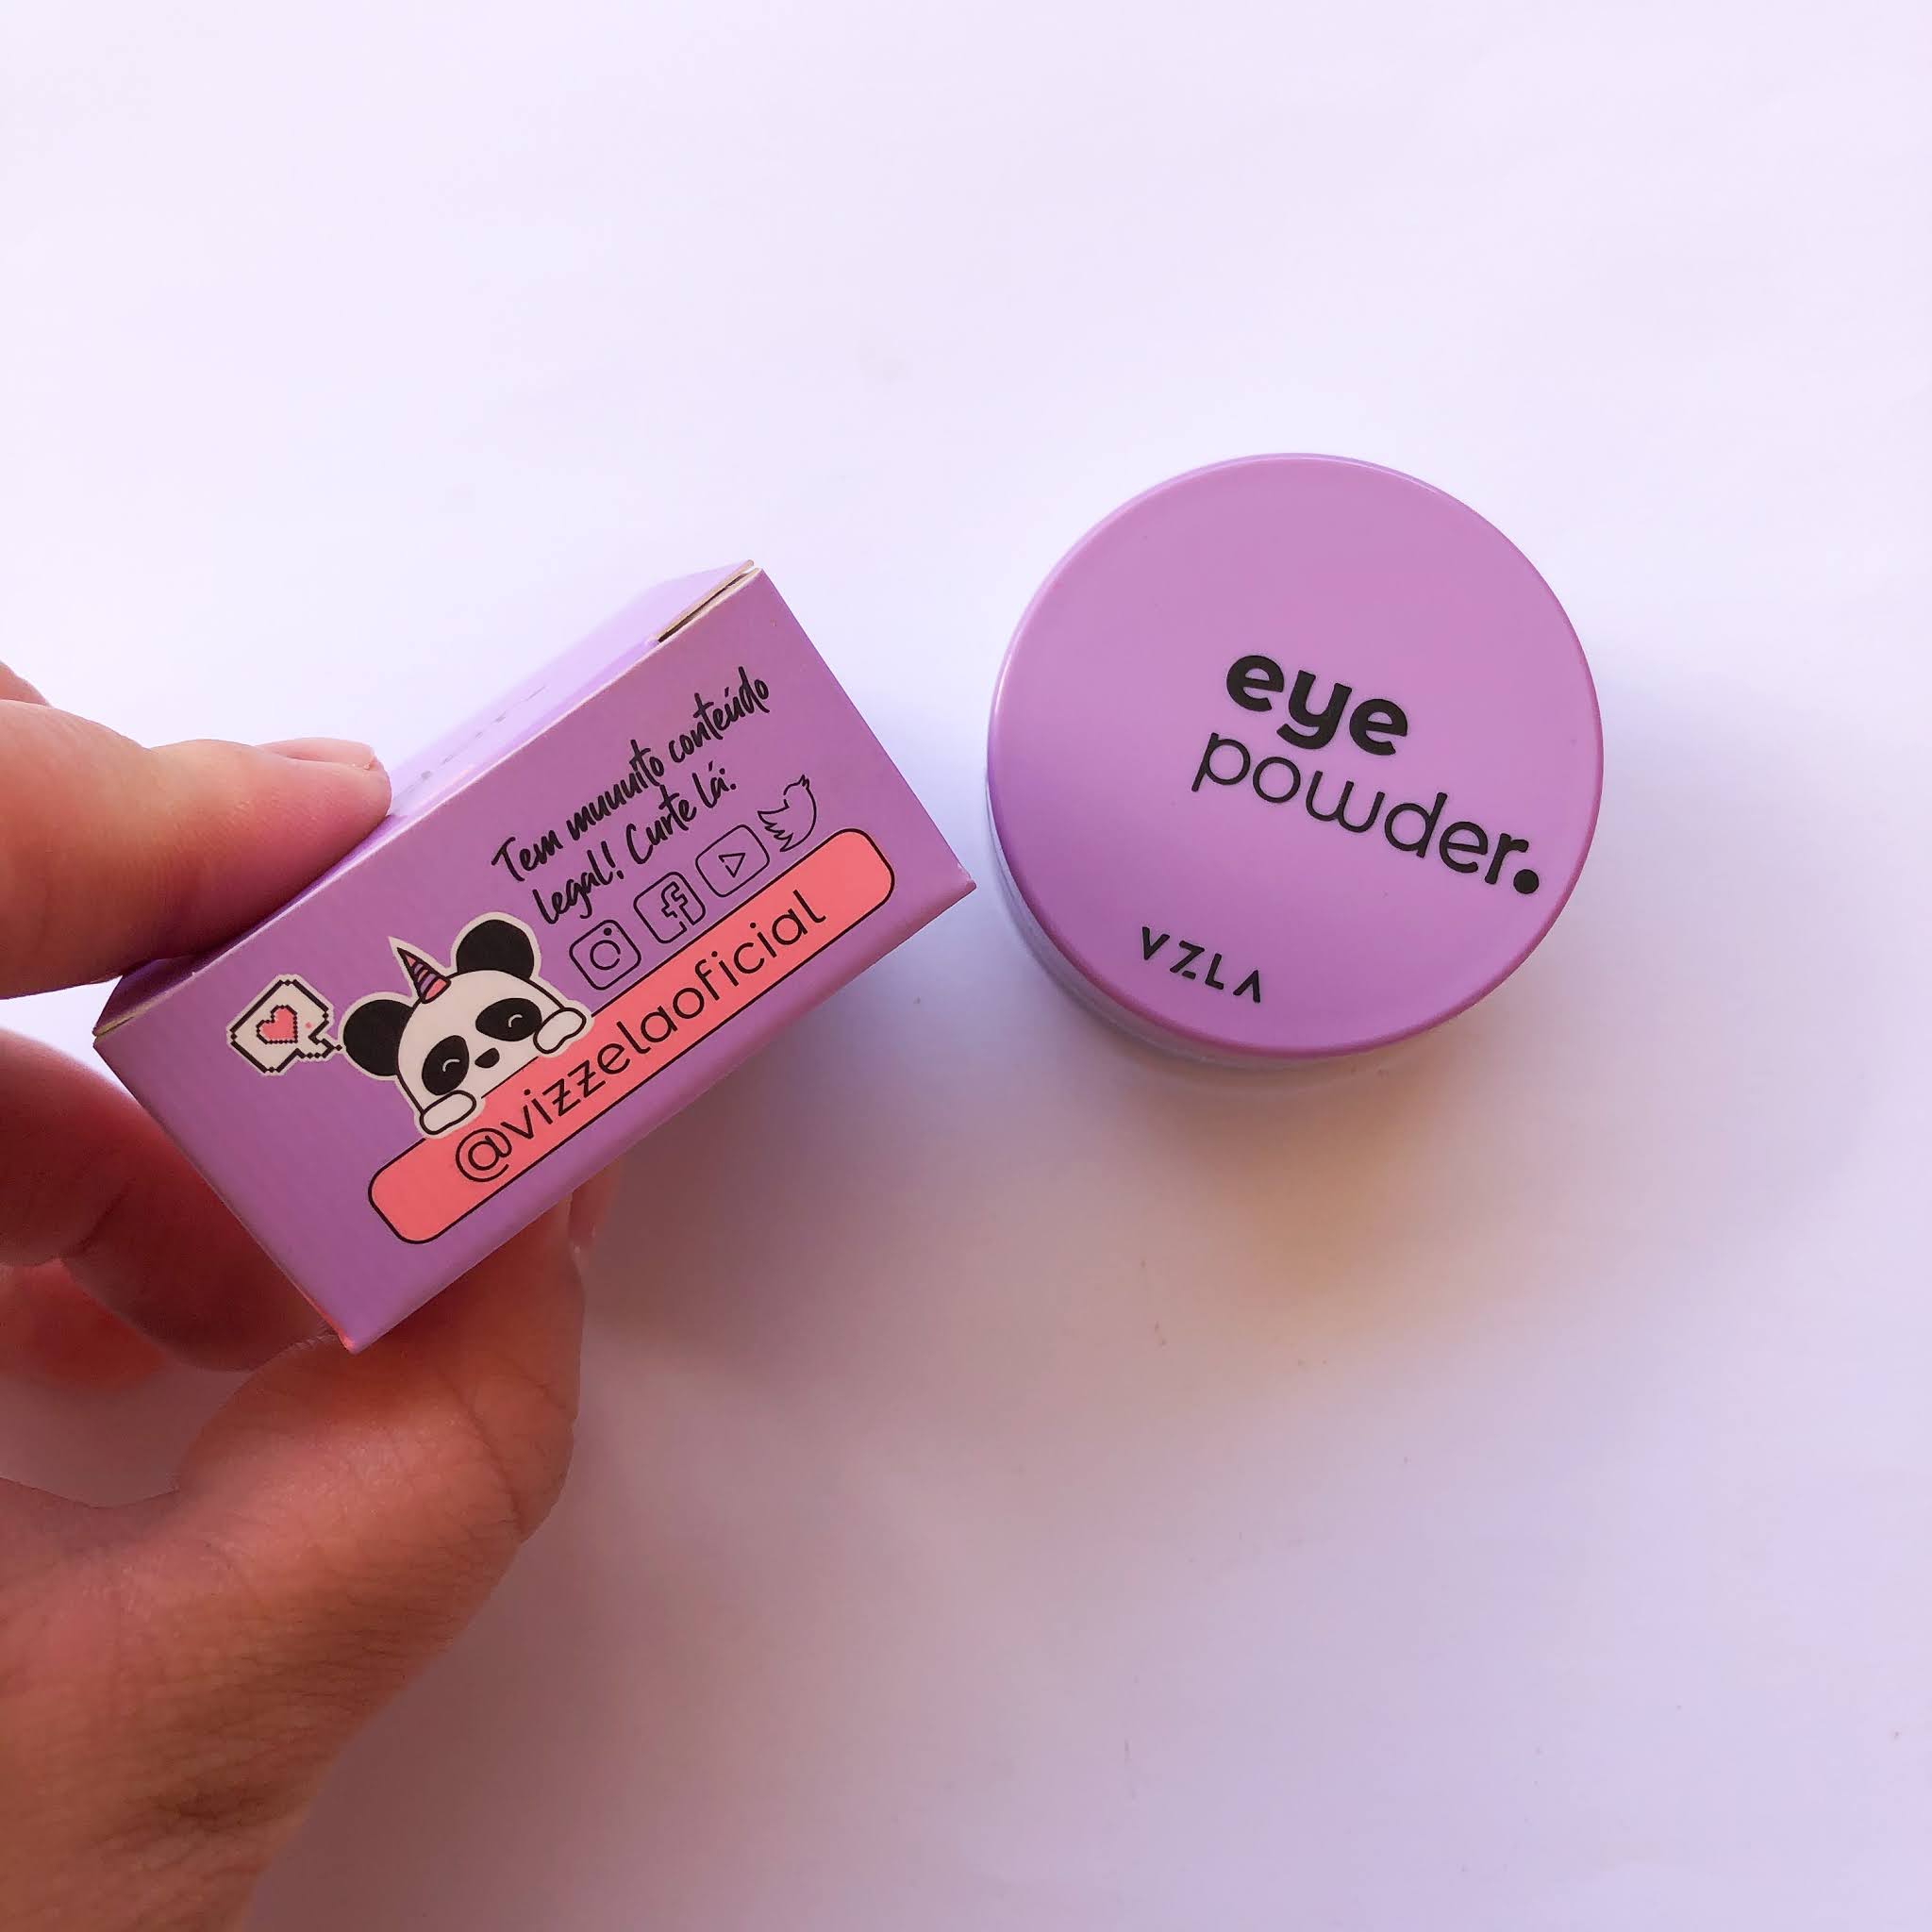 Tem muuuito conteúdo
legal! Curte lá:
@vizzelaoficial
eye
powder.
VZLA